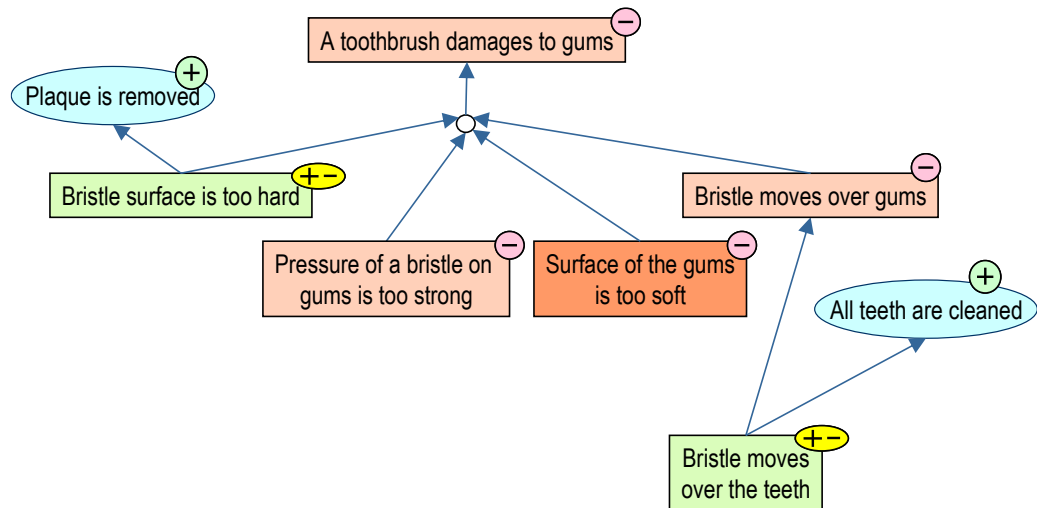 A toothbrush damages to gums
−
+
Plaque is removed
+ −
Bristle surface is too hard
−
Bristle moves over gums
−
Pressure of a bristle on
gums is too strong
−
Surface of the gums
is too soft
+
All teeth are cleaned
+ −
Bristle moves
over the teeth